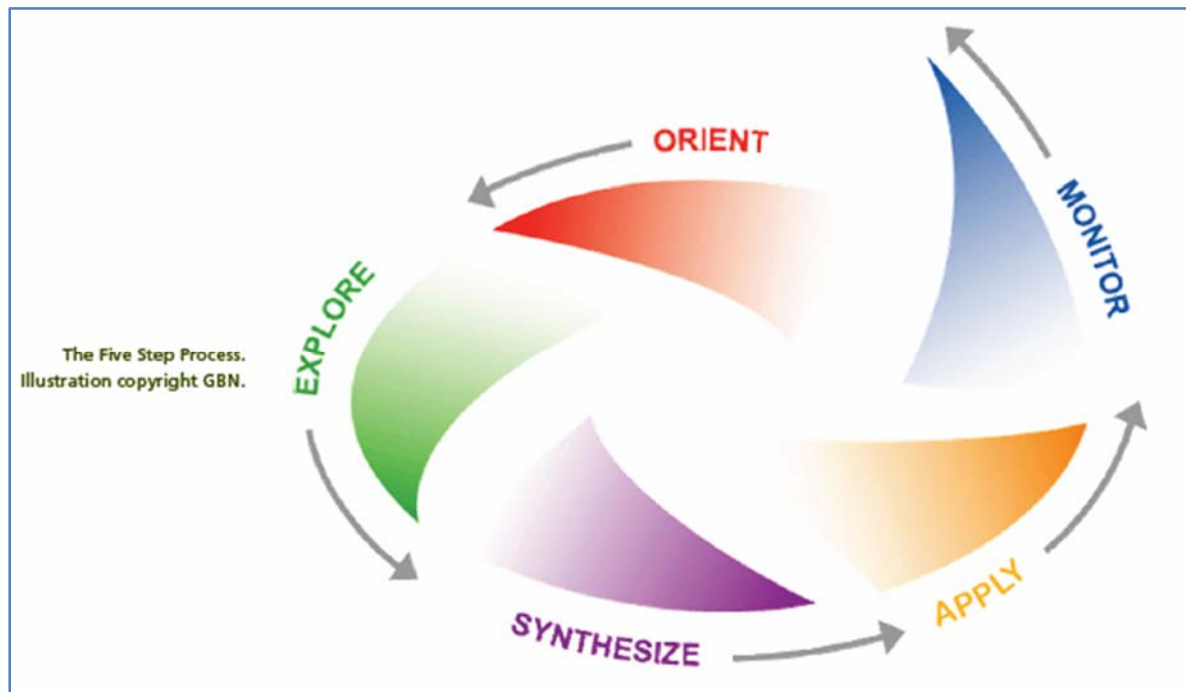 ORIENT
MONITOR
EXPLORE
The Five Step Process.
Illustration copyright GBN.
SYNTHESIZE
APPLY